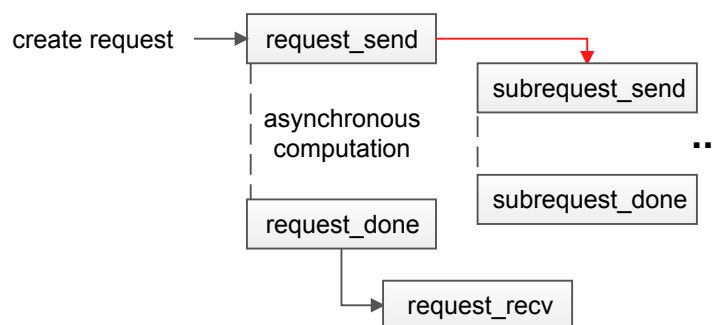 create request
request_send
subrequest_send
asynchronous
computation
..
subrequest_done
request_done
request_recv